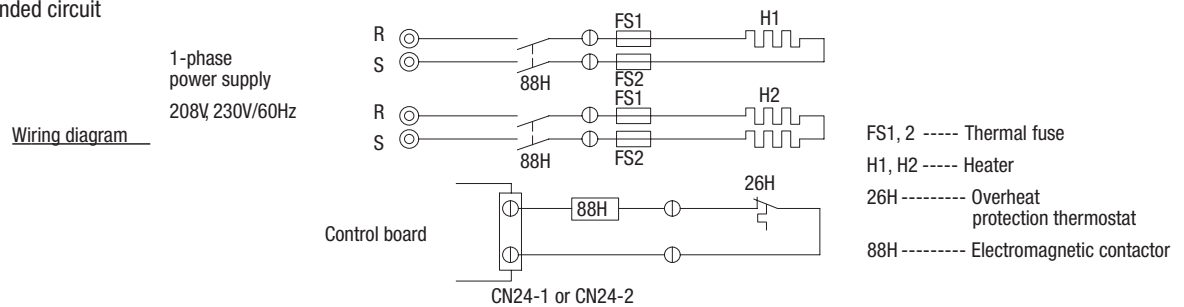 nded circuit
1-phase
power supply
208V, 230V/60Hz
Wiring diagram
R
S
88H
FS1
FS2
H1
R
S
88H
FS1
FS2
H2
Control board
88H
26H
CN24-1 or CN24-2
FS1, 2 ----- Thermal fuse
H1, H2 ----- Heater
26H --------- Overheat
protection thermostat
88H --------- Electromagnetic contactor